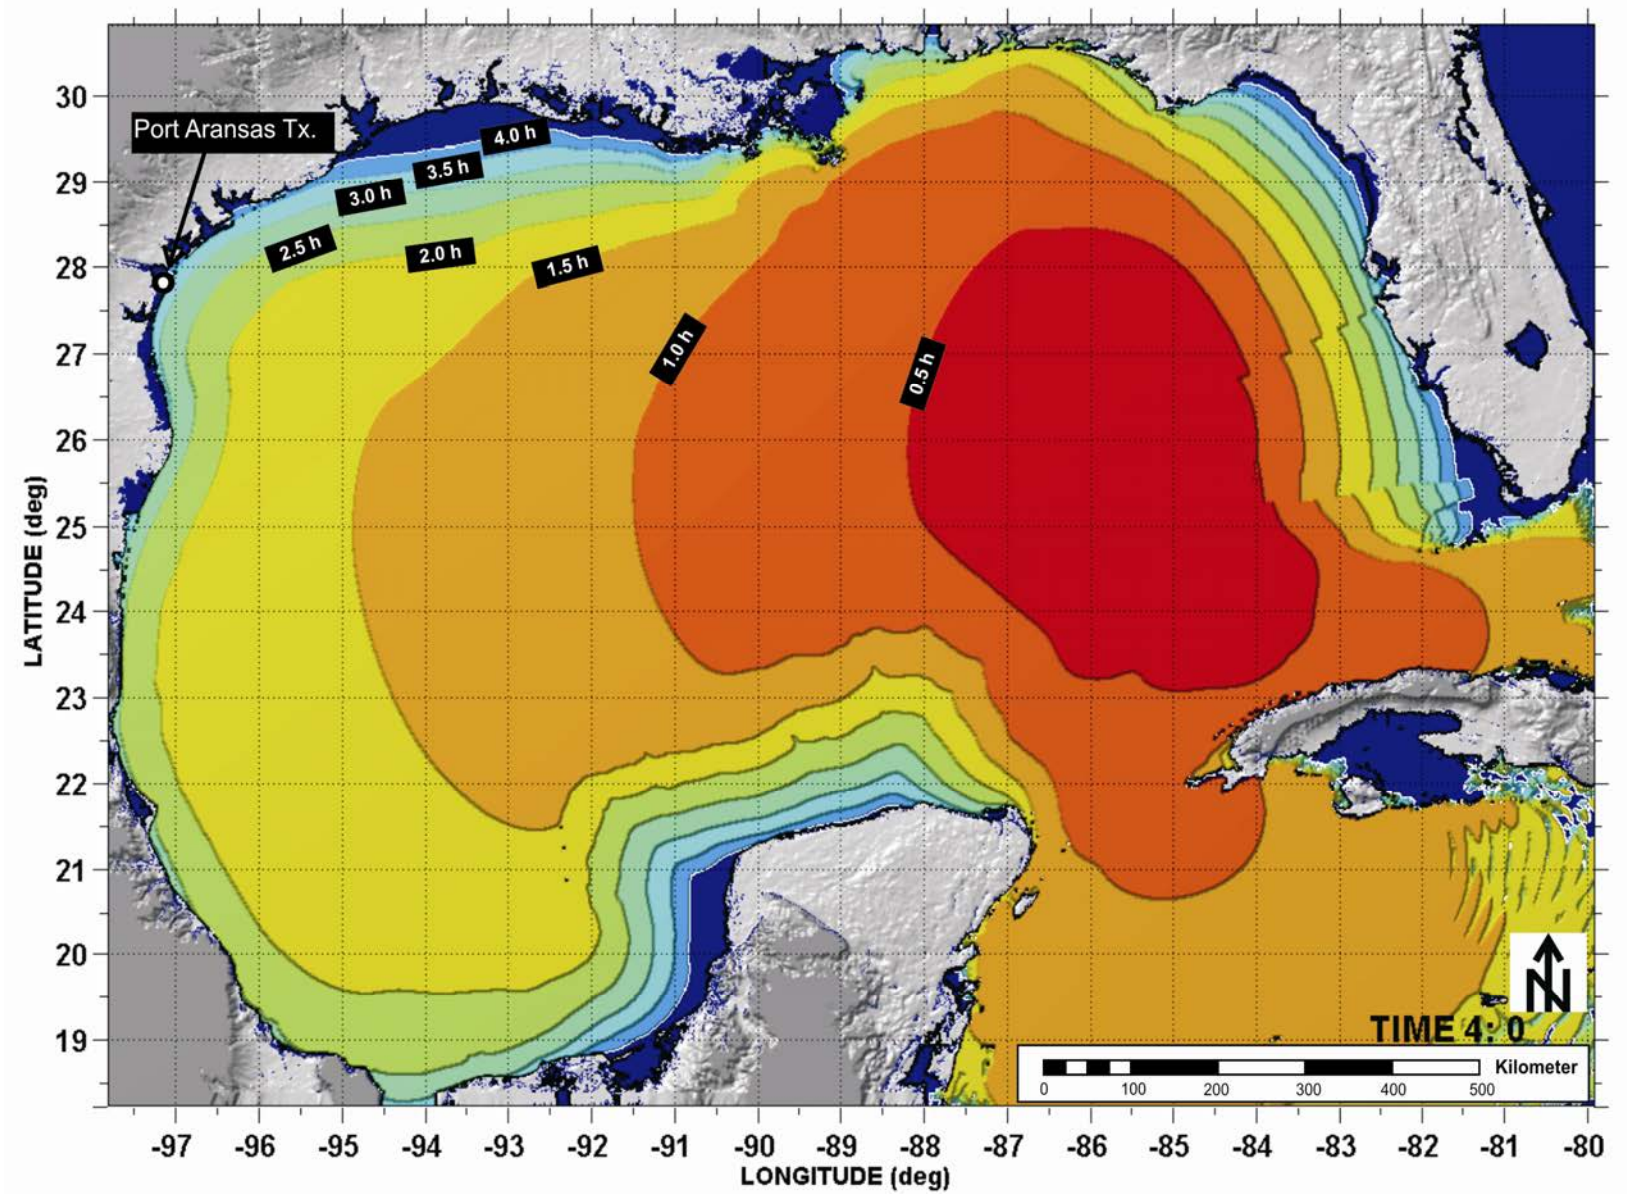 30
Port Aransas Tx.
4.0 h
3.5 h
29
3.0 h
2.5 h
2.0 h
1.5 h
28
1.0 h
0.5 h
27
26
25
LATITUDE (deg)
24
23
22
21
20
19
N
TIME 4: 0
Kilometer
0 100 200 300 400 500
-97 -96 -95 -94 -93 -92 -91 -90 -89 -88 -87 -86 -85 -84 -83 -82 -81 -80
LONGITUDE (deg)